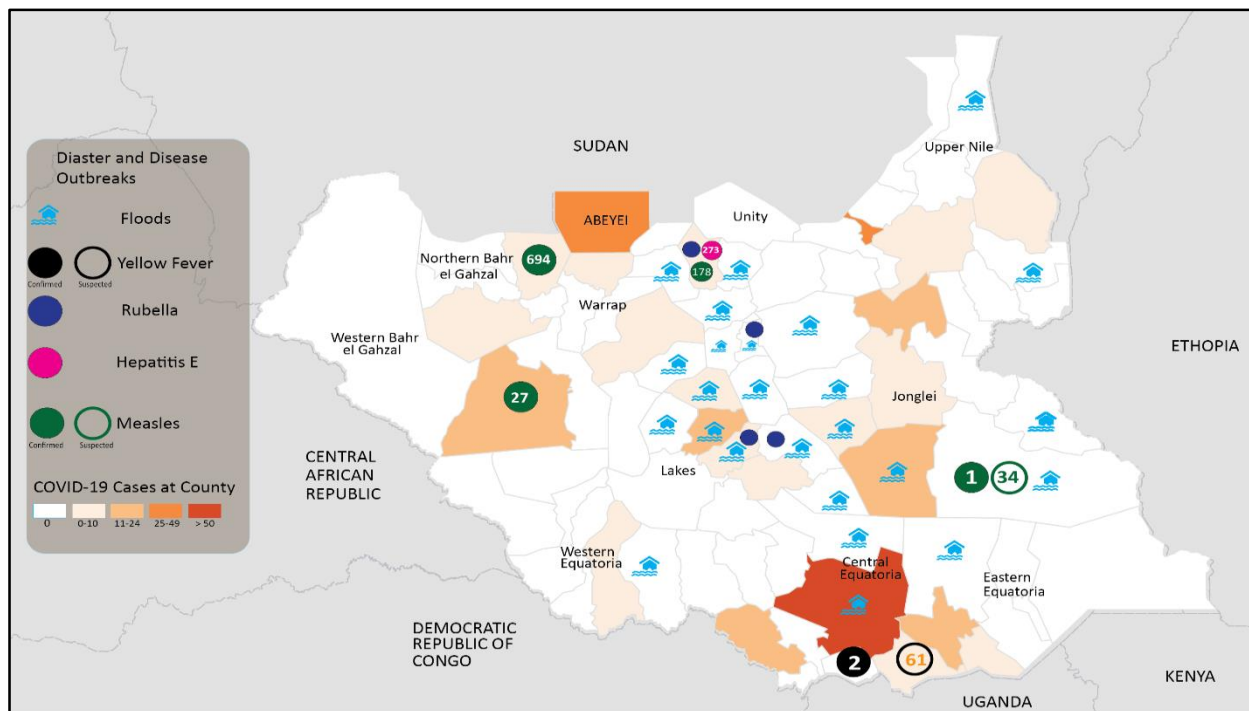 SUDAN
Upper Nile
Diaster and Disease
Outbreaks
Floods
Yellow Fever
Confirmed
Suspected
Rubella
Hepatitis E
Measles
Confirmed
Suspected
COVID-19 Cases at County
0
0-10
11-24
25-49
> 50
ABEYEI
Unity
Northern Bahr
el Gahzal
694
273
178
Warrap
Western Bahr
el Gahzal
ETHOPIA
27
Jonglei
CENTRAL
AFRICAN
REPUBLIC
Lakes
1
34
Western
Equatoria
Central
Equatoria
Eastern
Equatoria
DEMOCRATIC
REPUBLIC OF
CONGO
2
61
KENYA
UGANDA